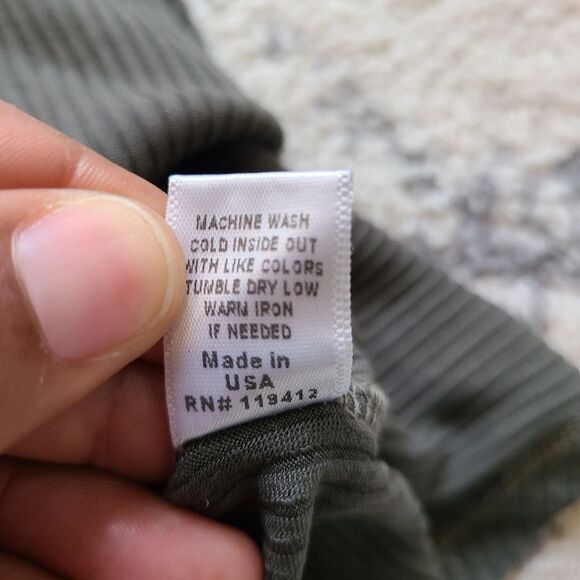 MACHINE WASH
COLD INSIDE OUT
WITH LIKE COLORS
TUMBLE DRY LOW
WARM IRON
IF NEEDED
Made in
USA
RN# 119412